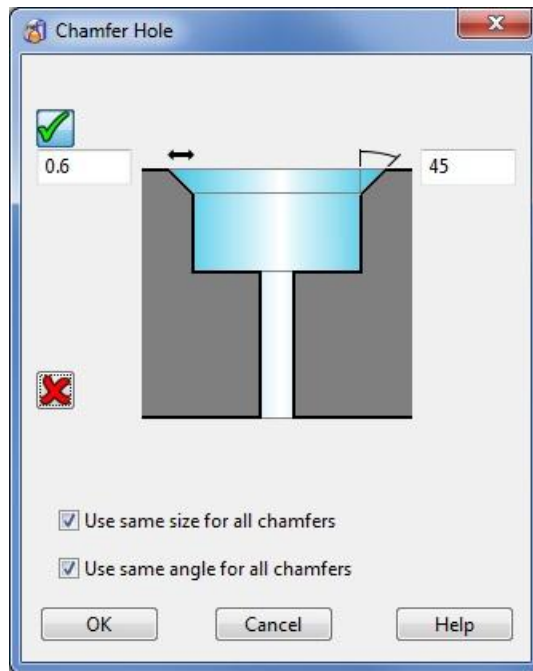 Chamfer Hole
0.6
45
Use same size for all chamfers
Use same angle for all chamfers
OK Cancel Help